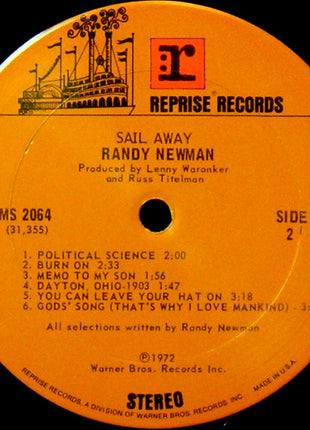 r:
REPRISE RECORDS
SAIL AWAY
RANDY NEWMAN
Produced by Lenny Waronker
and Russ Titelman
MS 2064
(31,355)
SIDE
2
1. POLITICAL SCIENCE 2:00
2. BURN ON 2:33
3. MEMO TO MY SON 1:56
4. DAYTON, OHIO-1903 1:47
5. YOU CAN LEAVE YOUR HAT ON 3:18
6. GODS' SONG (THAT'S WHY I LOVE MANKIND) - 3:
All selections written by Randy Newman
Ⓟ1972
Warner Bros. Records Inc.
STEREO
REPRISE RECORDS, A DIVISION OF WARNER BROS. RECORDS INC. MADE IN U.S.A.